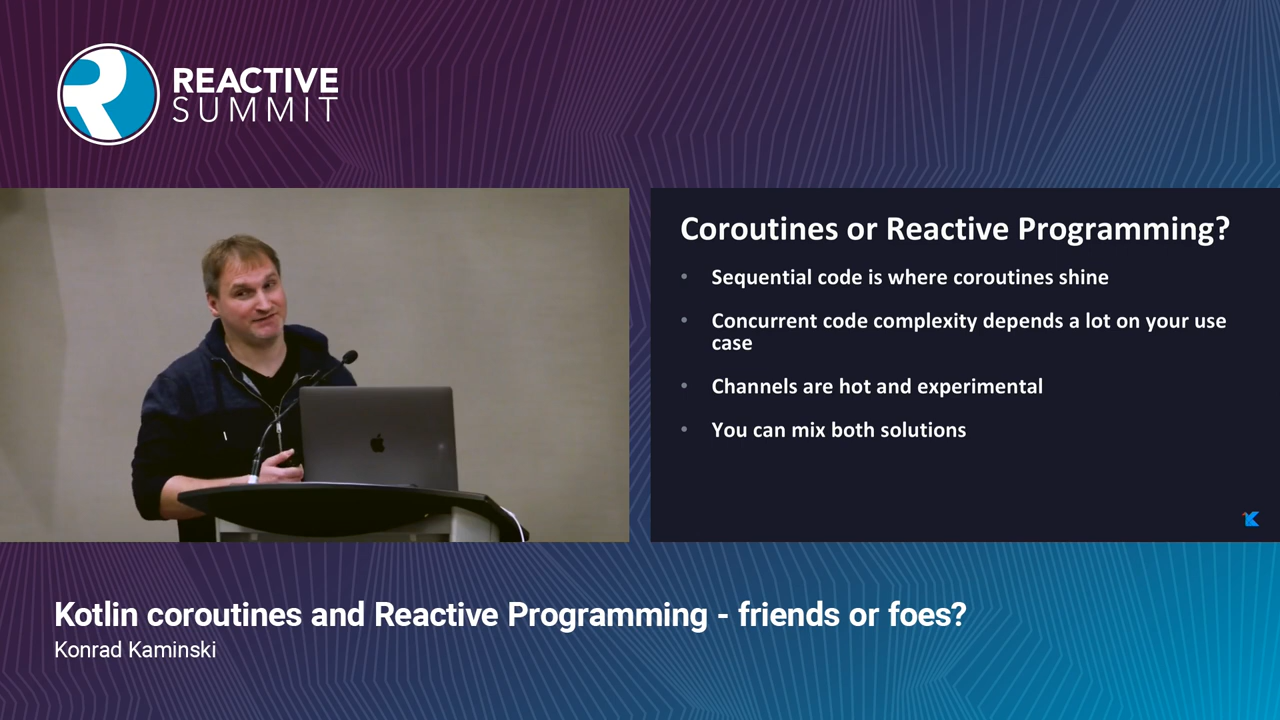 REACTIVE
SUMMIT
Coroutines or Reactive Programming?
• Sequential code is where coroutines shine
• Concurrent code complexity depends a lot on your use
case
• Channels are hot and experimental
• You can mix both solutions
Kotlin coroutines and Reactive Programming - friends or foes?
Konrad Kaminski